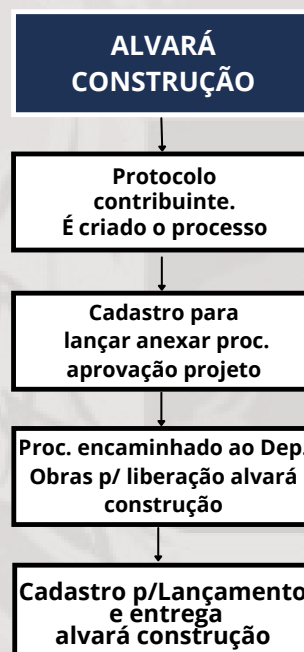 ALVARÁ
CONSTRUÇÃO
Protocolo
contribuinte.
É criado o processo
Cadastro para
lançar anexar proc.
aprovação projeto
Proc. encaminhado ao Dep.
Obras p/ liberação alvará
construção
Cadastro p/Lançamento
e entrega
alvará construção